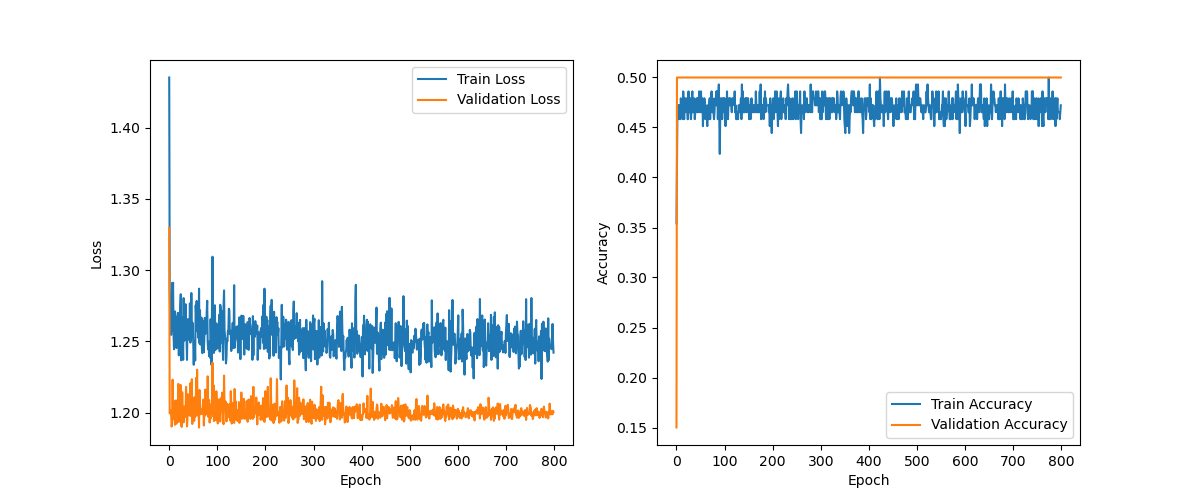 Train Loss
Validation Loss
1.40
1.35
1.30
1.25
1.20
Loss
0 100 200 300 400 500 600 700 800
Epoch
0.50
0.45
0.40
0.35
0.30
0.25
0.20
0.15
Accuracy
Train Accuracy
Validation Accuracy
0 100 200 300 400 500 600 700 800
Epoch